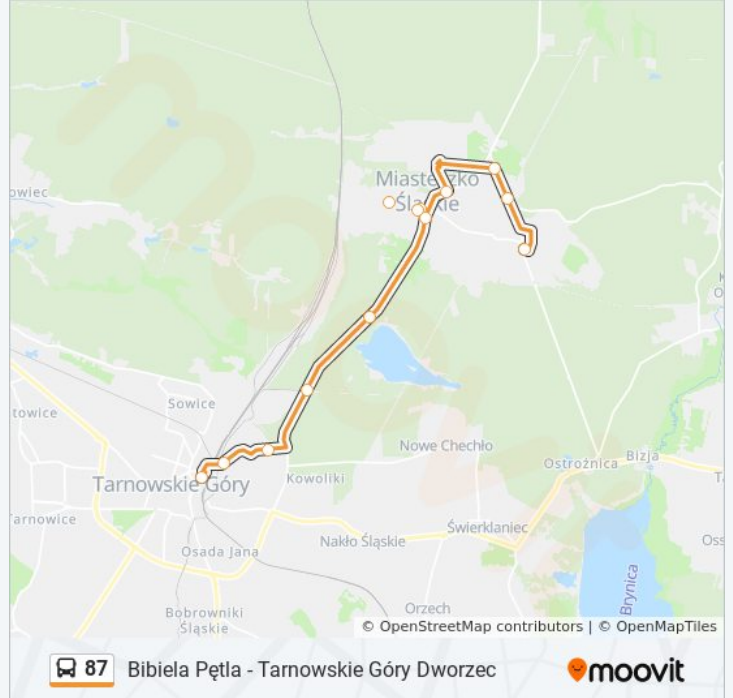 owiec
Miasteczko
Śląskie
K
O
Sowice
towice
Nowe Chechło
Ostrożnica
Bizja
Tarnowskie Góry
Kowoliki
Ta
Tarnowice
Świerklaniec
Nakło Śląskie
Oss
Osada Jana
Brynica
Bobrowniki
Śląskie
Orzech
© OpenStreetMap contributors | © OpenMapTiles
87 Bibiela Pętla - Tarnowskie Góry Dworzec
moovit